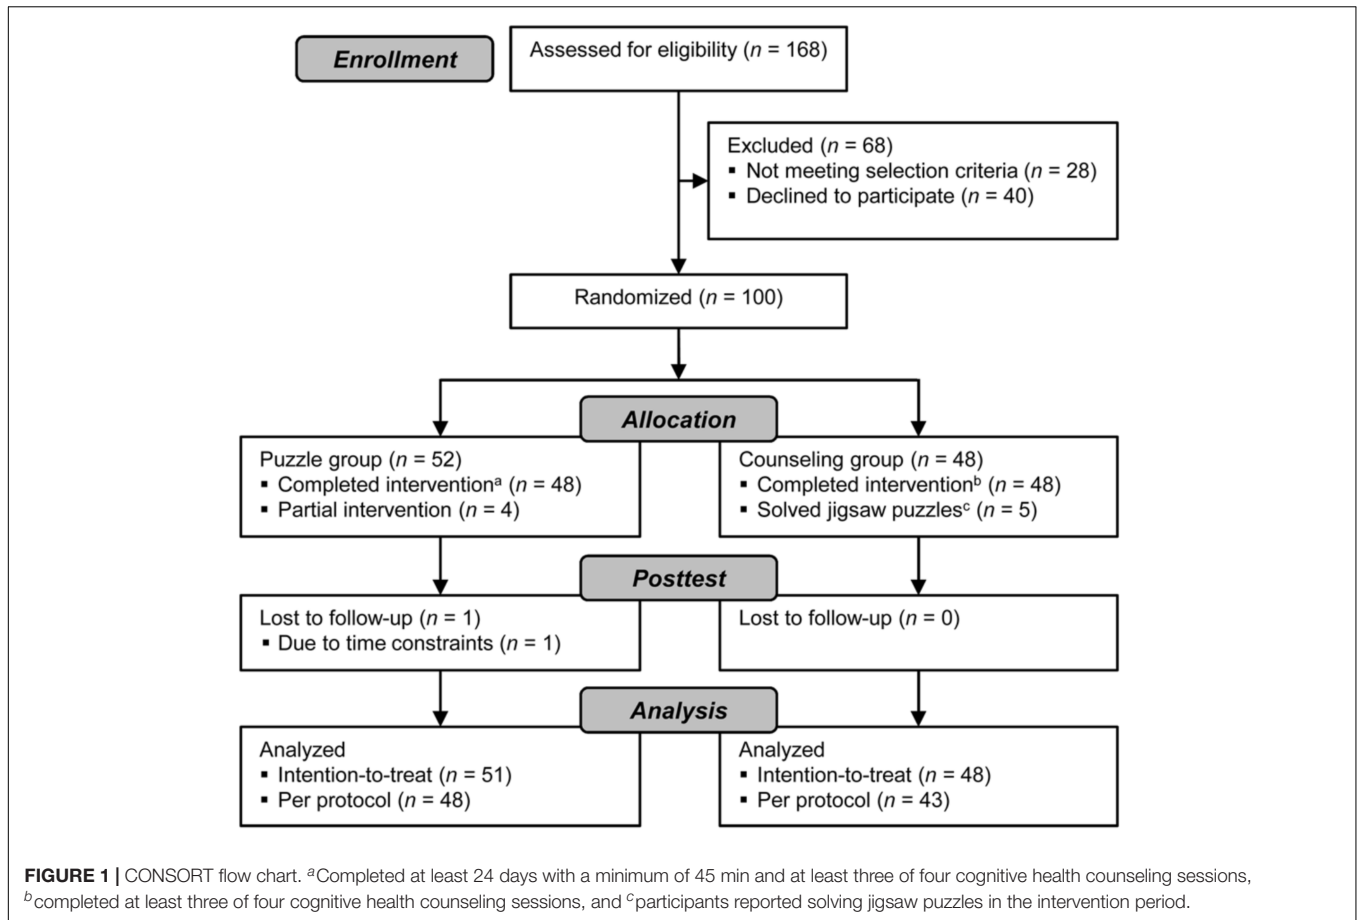 Enrollment
Assessed for eligibility (n = 168)
Excluded (n = 68)
▪ Not meeting selection criteria (n = 28)
▪ Declined to participate (n = 40)
Randomized (n = 100)
Allocation
Puzzle group (n = 52)
▪ Completed interventionᵃ (n = 48)
▪ Partial intervention (n = 4)
Counseling group (n = 48)
▪ Completed interventionᵇ (n = 48)
▪ Solved jigsaw puzzlesᶜ (n = 5)
Posttest
Lost to follow-up (n = 1)
▪ Due to time constraints (n = 1)
Lost to follow-up (n = 0)
Analysis
Analyzed
▪ Intention-to-treat (n = 51)
▪ Per protocol (n = 48)
Analyzed
▪ Intention-to-treat (n = 48)
▪ Per protocol (n = 43)
FIGURE 1 | CONSORT flow chart. ᵃCompleted at least 24 days with a minimum of 45 min and at least three of four cognitive health counseling sessions,
ᵇcompleted at least three of four cognitive health counseling sessions, and ᶜparticipants reported solving jigsaw puzzles in the intervention period.